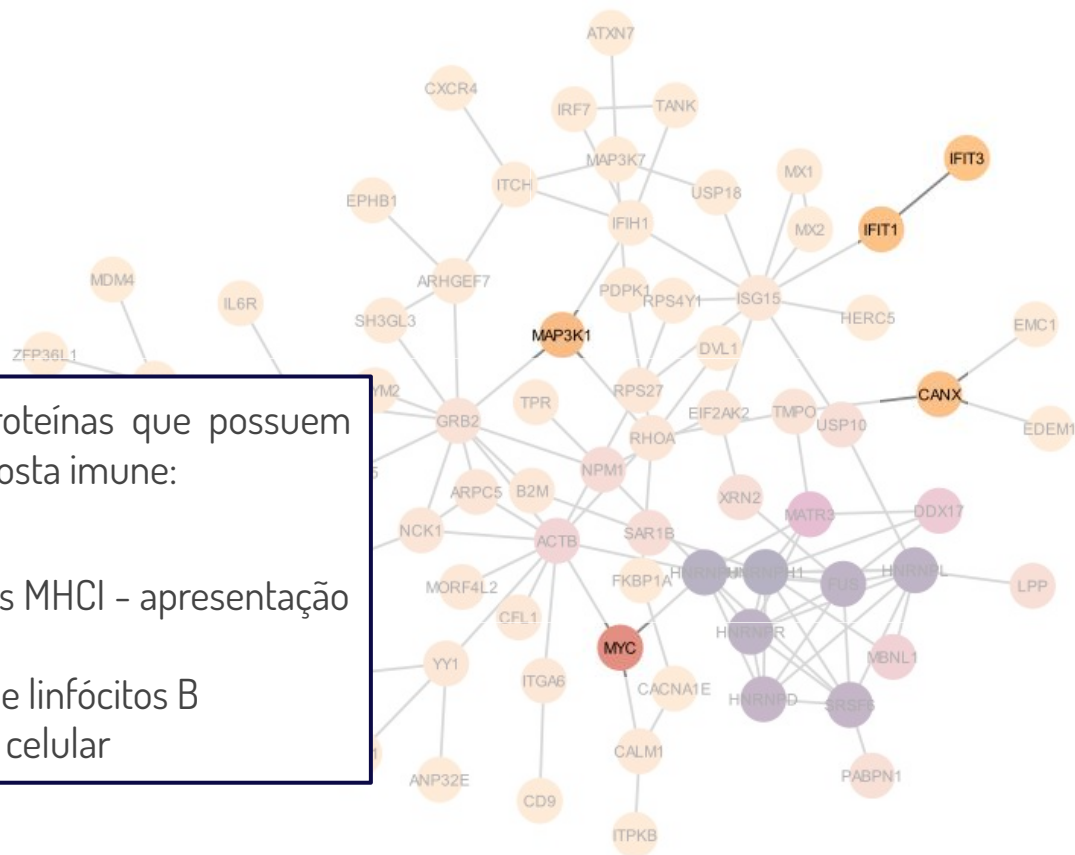 ATXN7
CXCR4
IRF7
TANK
MAP3K7
IFIT3
ITCH
USP18
MX1
EPHB1
IFIH1
MX2
IFIT1
MDM4
ARHGEF7
IL6R
PDPK1
RPS4Y1
ISG15
SH3GL3
HERC5
EMC1
MAP3K1
DVL1
ZFP36L1
YM2
TPR
RPS27
CANX
EIF2AK2
TMPO
USP10
EDEM1
GRB2
RHOA
roteínas que possuem
osta imune:
NPM1
ARPC5
B2M
XRN2
MATR3
DDX17
NCK1
ACTB
SAR1B
FKBP1A
HNRNPH1
FUS
HNRNPL
LPP
MORF4L2
s MHCI - apresentação
CFL1
HNRNPR
MYC
MBNL1
YY1
ITGA6
CACNA1E
HNRNPD
SRSF6
e linfócitos B
celular
CALM1
ANP32E
CD9
PABPN1
ITPKB